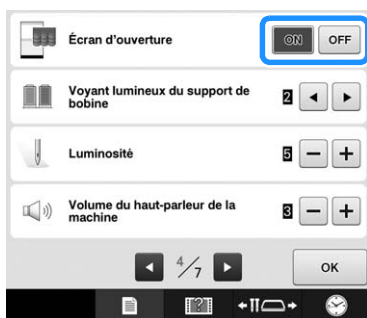 Écran d'ouverture ON OFF
Voyant lumineux du support de
bobine 2
Luminosité 5 − +
Volume du haut-parleur de la
machine 3 − +
4/7 OK
?